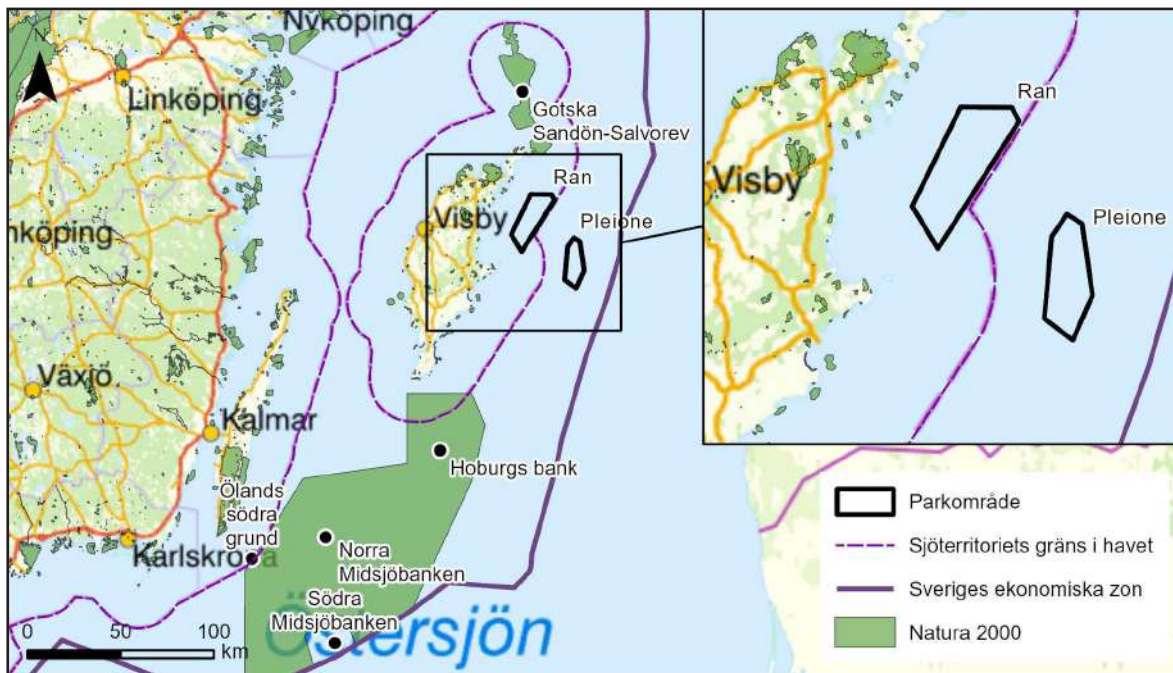 N
Nyköping
Linköping
Gotska
Sandön-Salvorev
Ran
Visby
Pleione
nköping
Växjö
Kalmar
Hoburgs bank
Ölands
södra
grund
Karlskrona
Norra
Midsjöbanken
Södra
Midsjöbanken
Östersjön
0 50 100
km
Ran
Visby
Pleione
Parkområde
Sjöterritoriets gräns i havet
Sveriges ekonomiska zon
Natura 2000